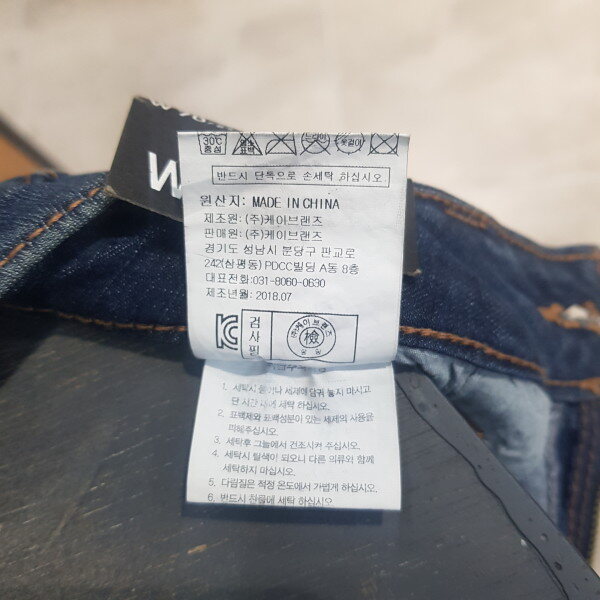 W
30℃
중성
반드시 단독으로 손세탁 하십시오.
원산지: MADE IN CHINA
제조원: (주)케이브랜즈
판매원: (주)케이브랜즈
경기도 성남시 분당구 판교로
242(삼평동) PDCC빌딩 A동 8층
대표전화:031-8060-0630
제조년월: 2018.07
검사필
(주)케이브랜즈
檢
1. 세탁시 물이나 세제에 담궈 놓지 마시고
단 시간 내에 세탁 하십시오.
2. 표백제와 표백성분이 있는 세제의 사용을
피해주십시오.
3. 세탁후 그늘에서 건조시켜 주십시오.
4. 세탁시 탈색이 되오니 다른 의류와 함께
세탁하지 마십시오.
5. 다림질은 적정 온도에서 가볍게 하십시오.
6. 반드시 찬물에 세탁 하십시오.